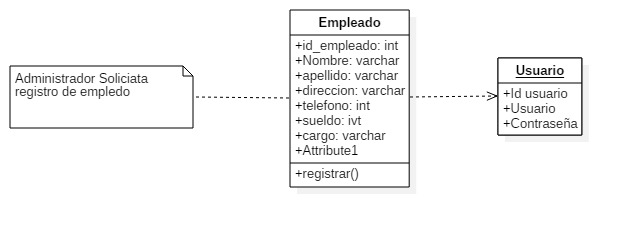 Administrador Soliciata
registro de empledo
Empleado
+id_empleado: int
+Nombre: varchar
+apellido: varchar
+direccion: varchar
+telefono: int
+sueldo: ivt
+cargo: varchar
+Attribute1
+registrar()
Usuario
+Id usuario
+Usuario
+Contraseña